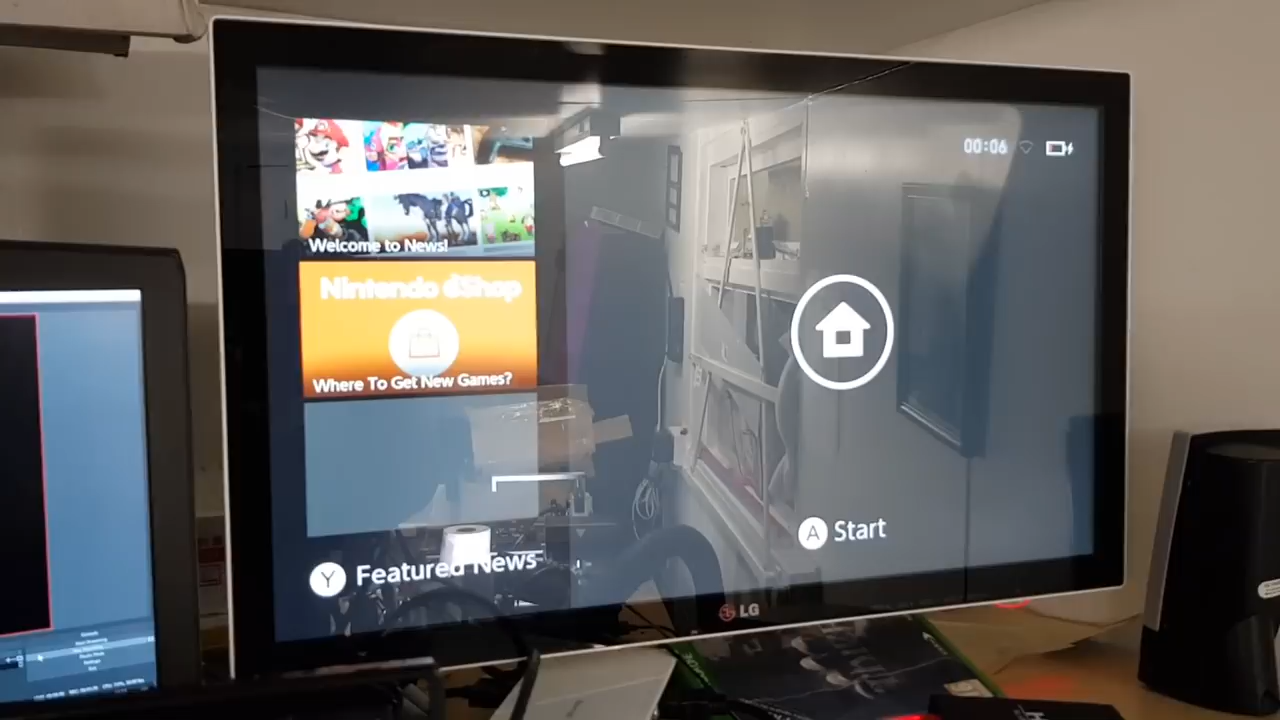 00:06
Welcome to News!
Nintendo eShop
Where To Get New Games?
A Start
Y Featured News
LG